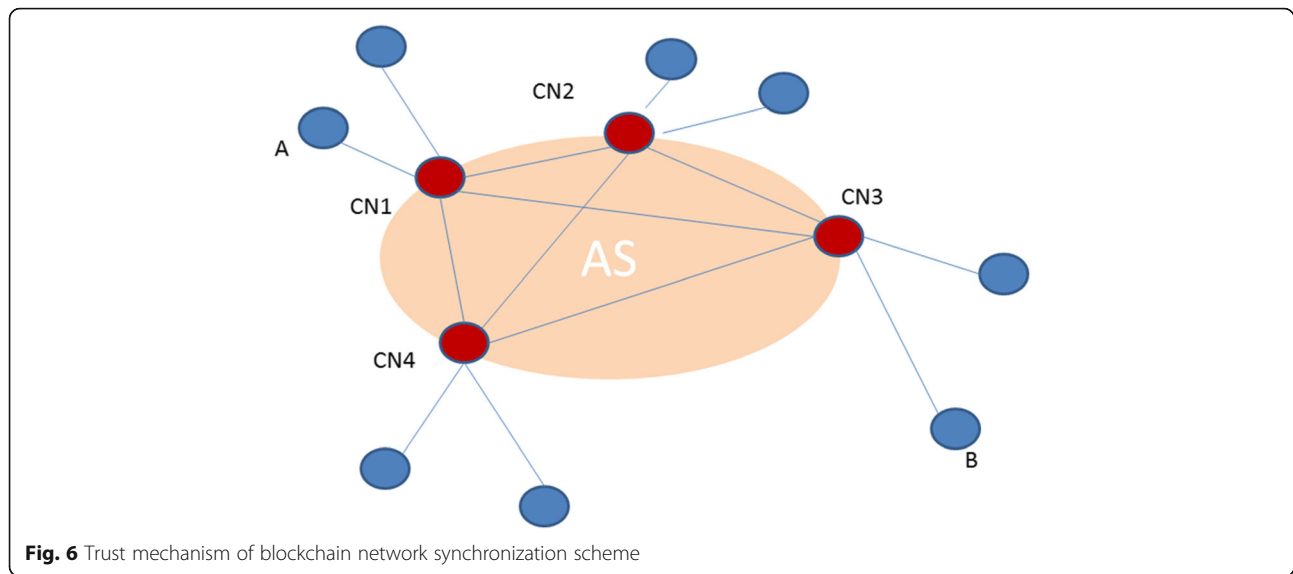 CN2
A
CN3
CN1
AS
CN4
B
Fig. 6 Trust mechanism of blockchain network synchronization scheme